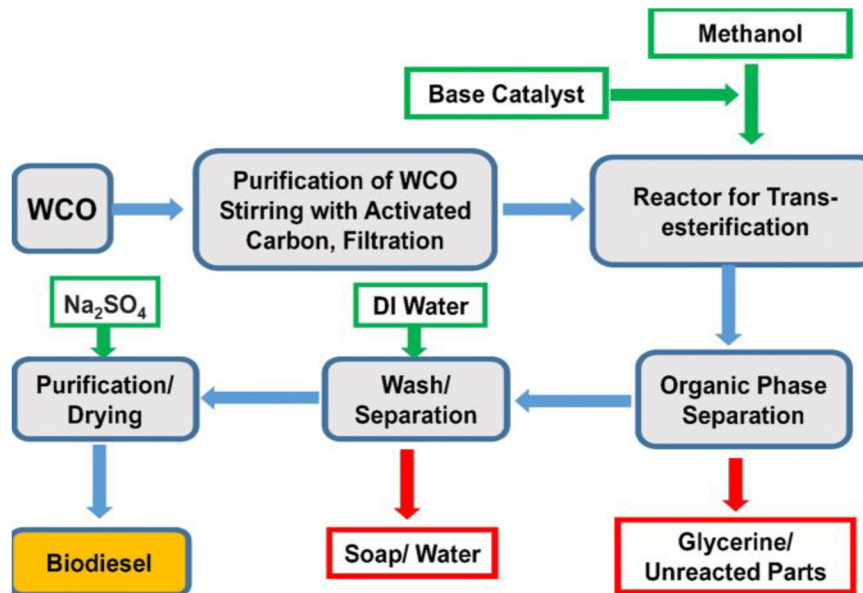 Methanol
Base Catalyst
WCO
Purification of WCO
Stirring with Activated
Carbon, Filtration
Reactor for Trans-
esterification
Na₂SO₄
DI Water
Purification/
Drying
Wash/
Separation
Organic Phase
Separation
Biodiesel
Soap/ Water
Glycerine/
Unreacted Parts